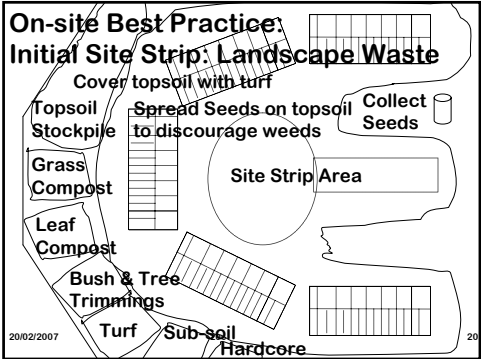 On-site Best Practice:
Initial Site Strip: Landscape Waste
Cover topsoil with turf
Topsoil
Stockpile
Spread Seeds on topsoil
to discourage weeds
Collect
Seeds
Grass
Compost
Site Strip Area
Leaf
Compost
Bush & Tree
Trimmings
Turf
Sub-soil
Hardcore
20/02/2007
20